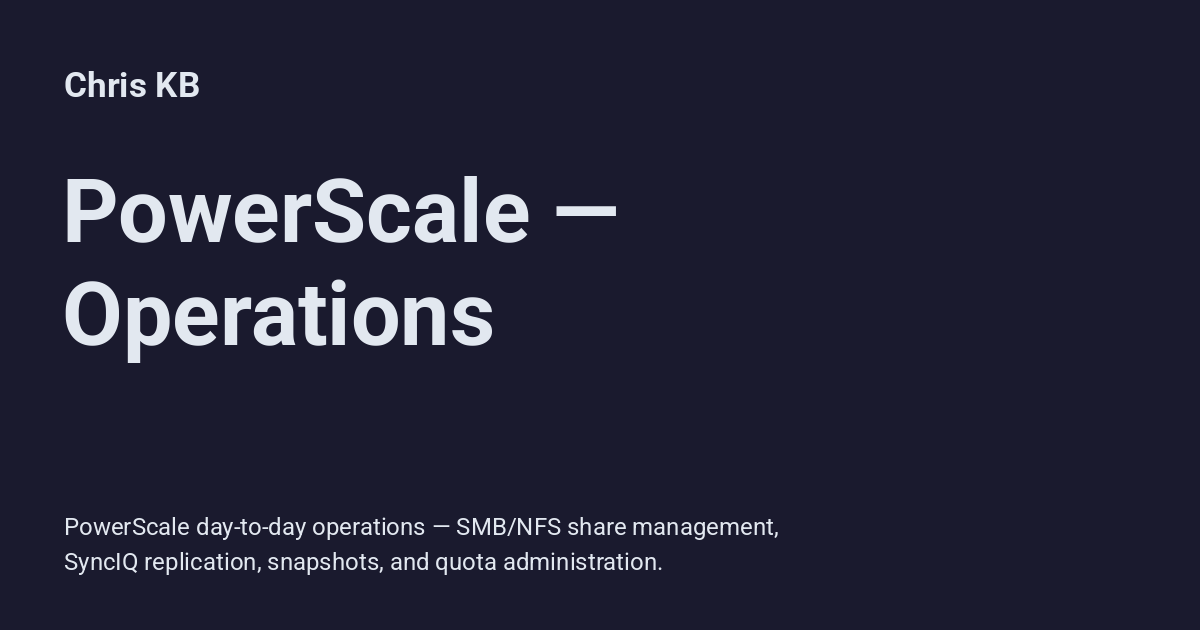 Chris KB
PowerScale —
Operations
PowerScale day-to-day operations — SMB/NFS share management,
SyncIQ replication, snapshots, and quota administration.